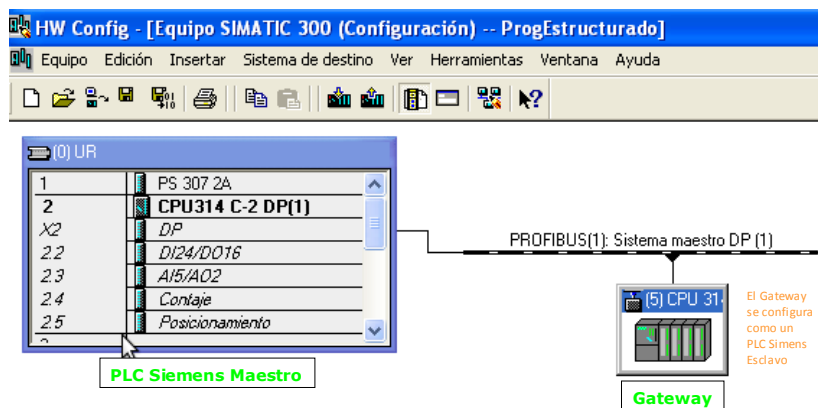 HW Config - [Equipo SIMATIC 300 (Configuración) -- ProgEstructurado]
Equipo Edición Insertar Sistema de destino Ver Herramientas Ventana Ayuda
(0) UR
1 PS 307 2A
2 CPU314 C-2 DP(1)
X2 DP
2.2 DI24/DO16
2.3 AI5/AO2
2.4 Contaje
2.5 Posicionamiento
PLC Siemens Maestro
PROFIBUS(1): Sistema maestro DP (1)
(5) CPU 31
El Gateway
se configura
como un
PLC Simens
Esclavo
Gateway